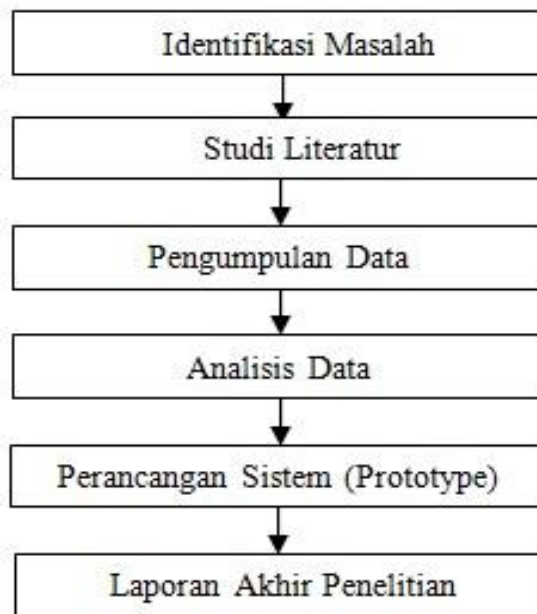 Identifikasi Masalah
Studi Literatur
Pengumpulan Data
Analisis Data
Perancangan Sistem (Prototype)
Laporan Akhir Penelitian